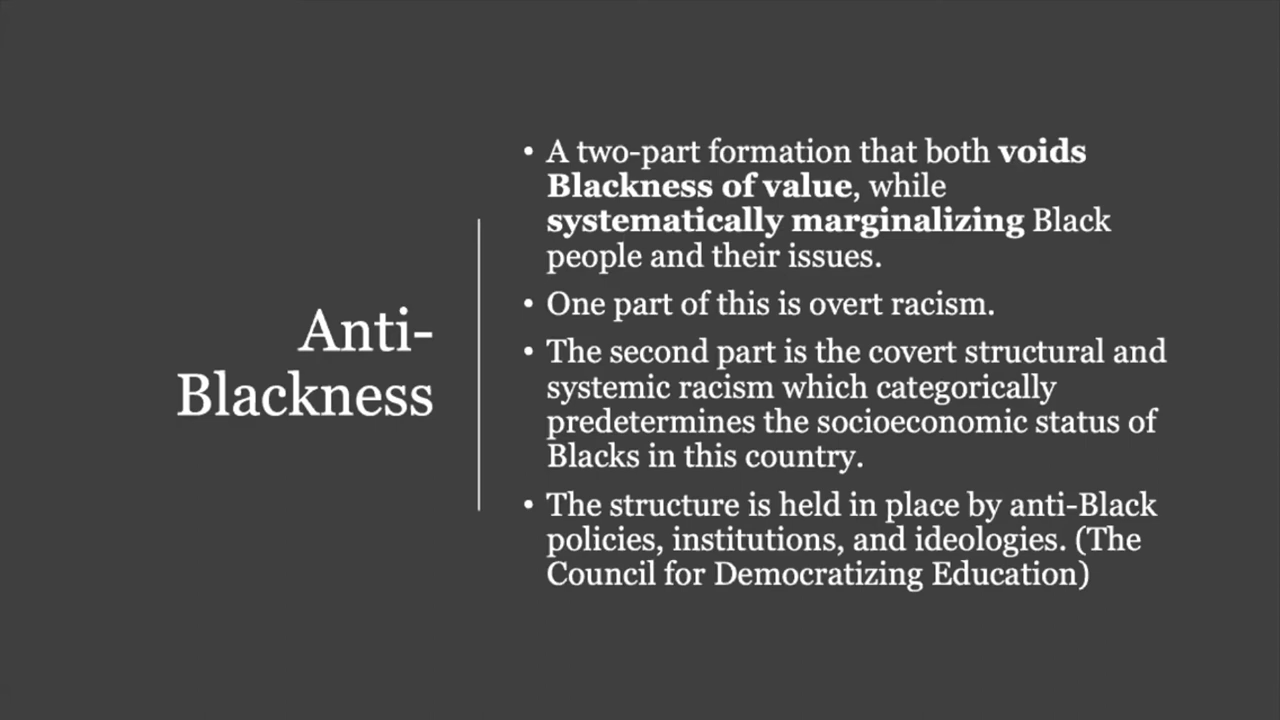 Anti-
Blackness
• A two-part formation that both voids
Blackness of value, while
systematically marginalizing Black
people and their issues.
• One part of this is overt racism.
• The second part is the covert structural and
systemic racism which categorically
predetermines the socioeconomic status of
Blacks in this country.
• The structure is held in place by anti-Black
policies, institutions, and ideologies. (The
Council for Democratizing Education)